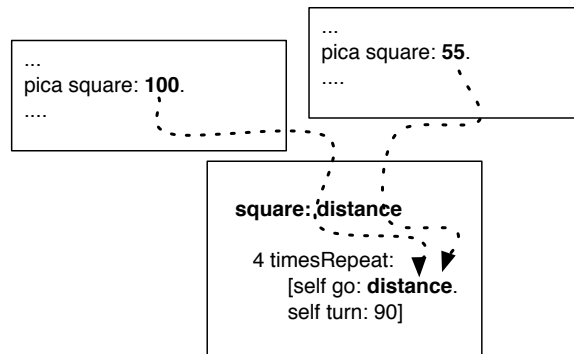 ...
pica square: 100.
....
...
pica square: 55.
....
square: distance
4 timesRepeat:
[self go: distance.
self turn: 90]